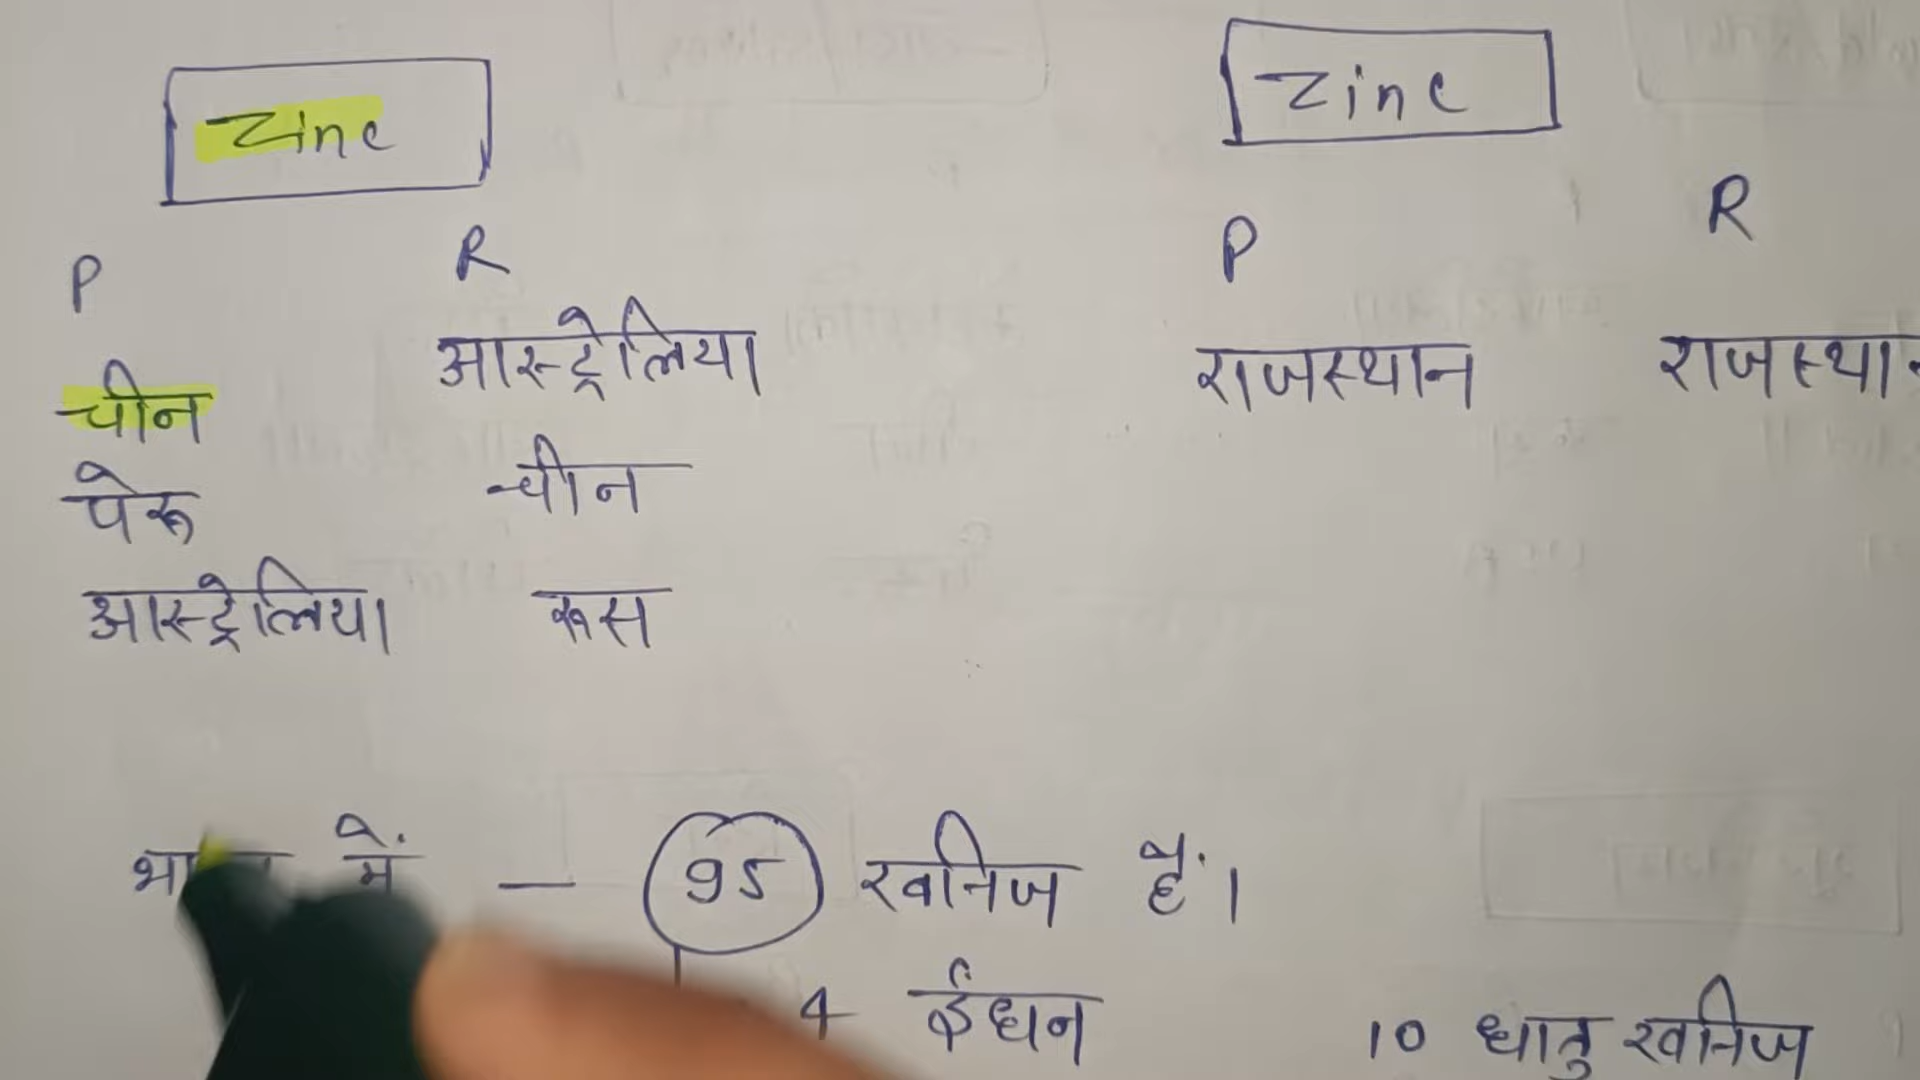 Zinc
P R
चीन आस्ट्रेलिया
पेरू चीन
आस्ट्रेलिया रूस
Zinc
P R
राजस्थान
में — 95 खनिज हैं।
4 ईंधन 10 धातु खनिज